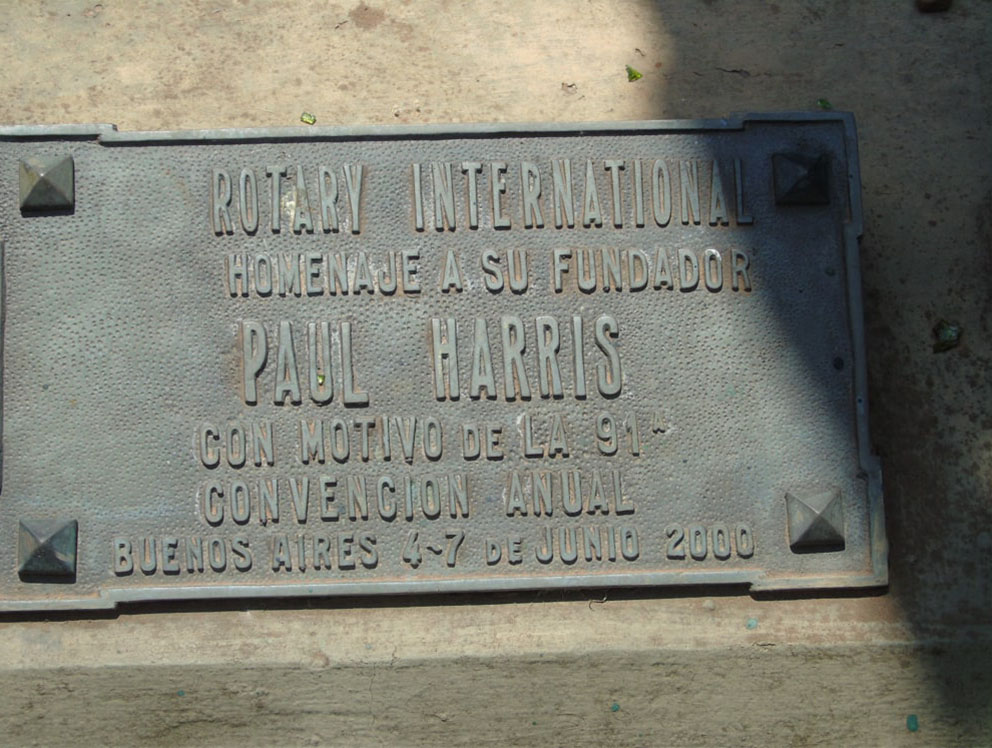 ROTARY INTERNATIONAL
HOMENAJE A SU FUNDADOR
PAUL HARRIS
CON MOTIVO DE LA 91ª
CONVENCION ANUAL
BUENOS AIRES 4~7 DE JUNIO 2000